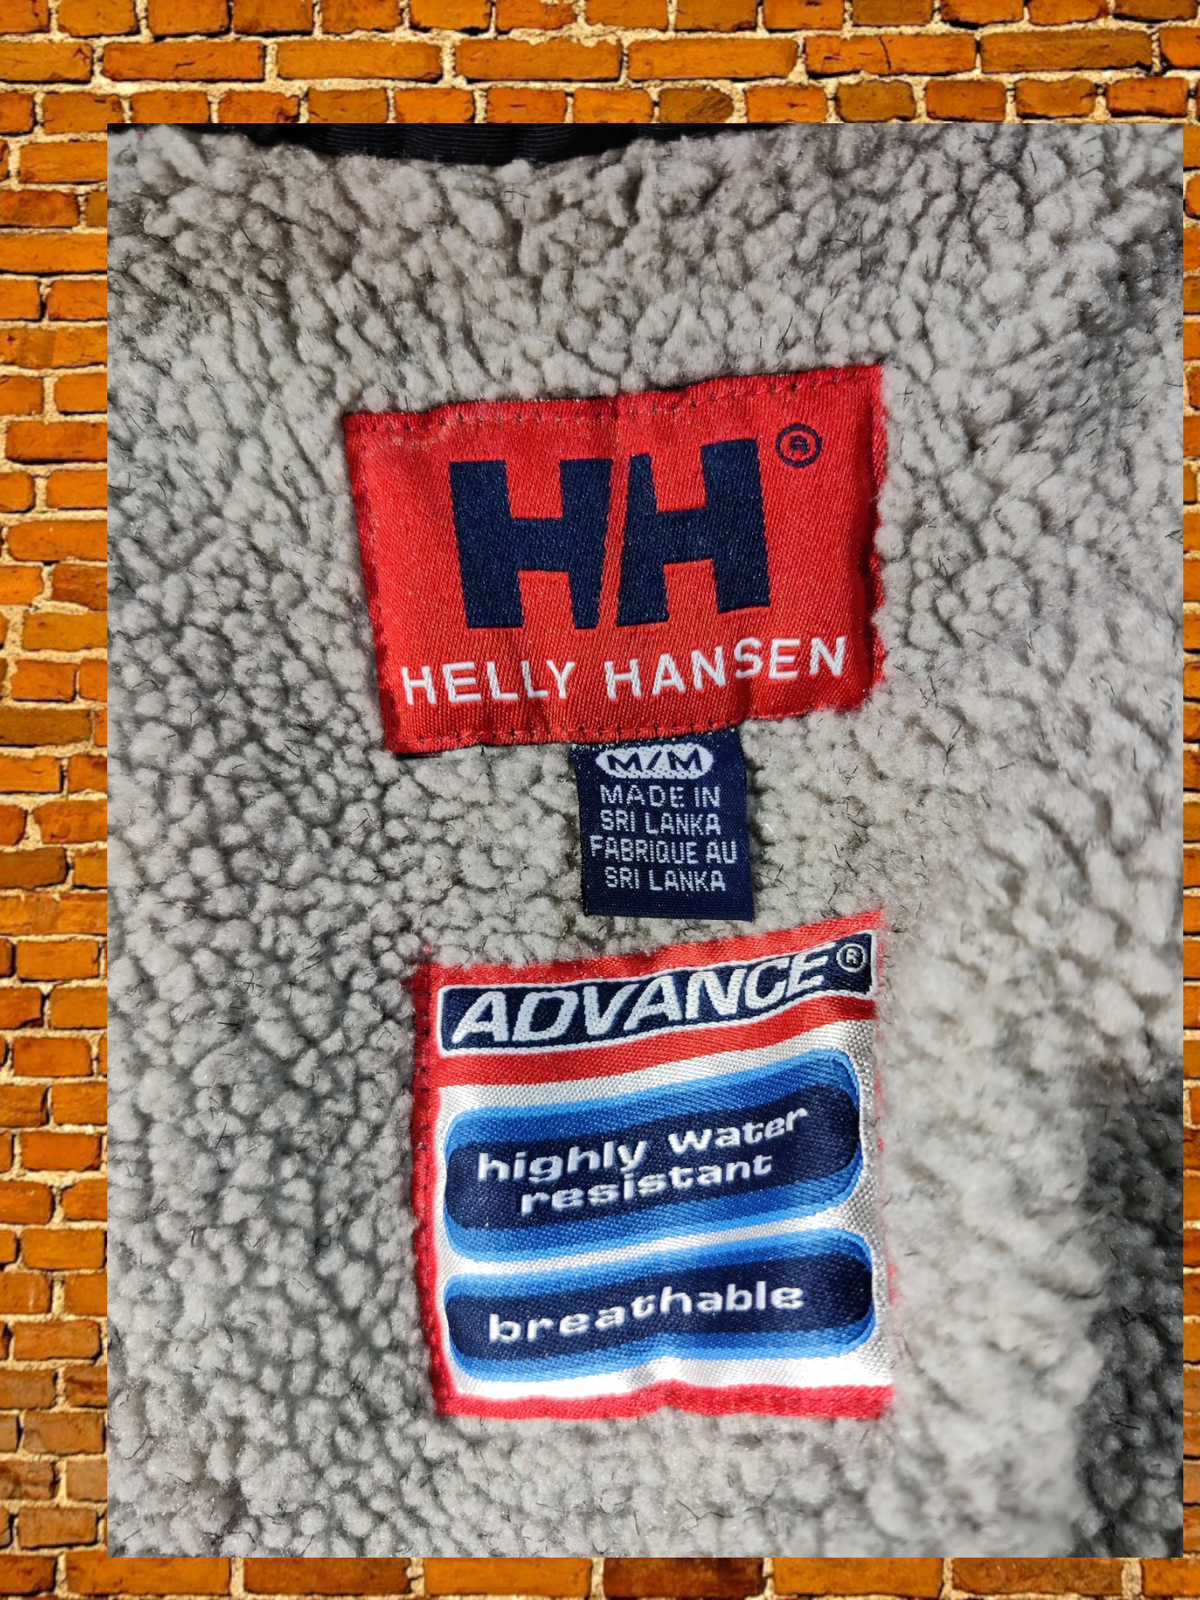 HH®
HELLY HANSEN
M/M
MADE IN
SRI LANKA
FABRIQUE AU
SRI LANKA
ADVANCE®
highly water
resistant
breathable